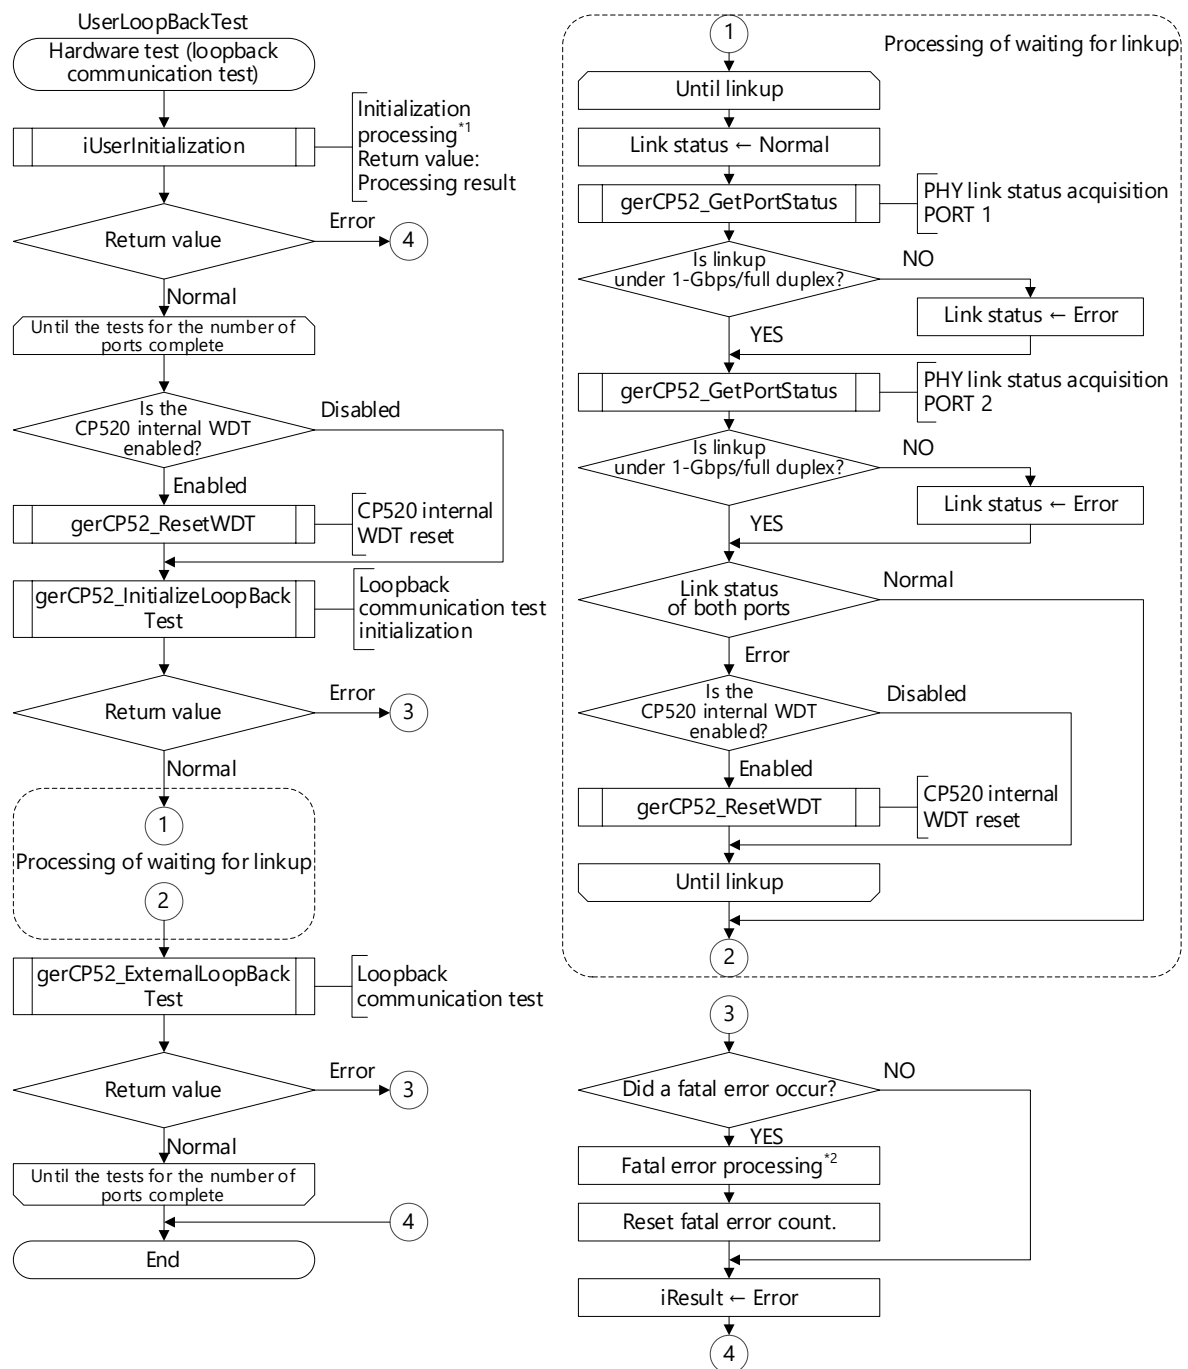 UserLoopBackTest
Hardware test (loopback
communication test)
iUserInitialization
Initialization
processing*1
Return value:
Processing result
Return value
Error
4
Normal
Until the tests for the number of
ports complete
Is the
CP520 internal WDT
enabled?
Disabled
Enabled
gerCP52_ResetWDT
CP520 internal
WDT reset
gerCP52_InitializeLoopBack
Test
Loopback
communication test
initialization
Return value
Error
3
Normal
1
Processing of waiting for linkup
2
gerCP52_ExternalLoopBack
Test
Loopback
communication test
Return value
Error
3
Normal
Until the tests for the number of
ports complete
4
End
1
Processing of waiting for linkup
Until linkup
Link status ← Normal
gerCP52_GetPortStatus
PHY link status acquisition
PORT 1
Is linkup
under 1-Gbps/full duplex?
NO
Link status ← Error
YES
gerCP52_GetPortStatus
PHY link status acquisition
PORT 2
Is linkup
under 1-Gbps/full duplex?
NO
Link status ← Error
YES
Link status
of both ports
Normal
Error
Is the
CP520 internal WDT
enabled?
Disabled
Enabled
gerCP52_ResetWDT
CP520 internal
WDT reset
Until linkup
2
3
Did a fatal error occur?
NO
YES
Fatal error processing*2
Reset fatal error count.
iResult ← Error
4